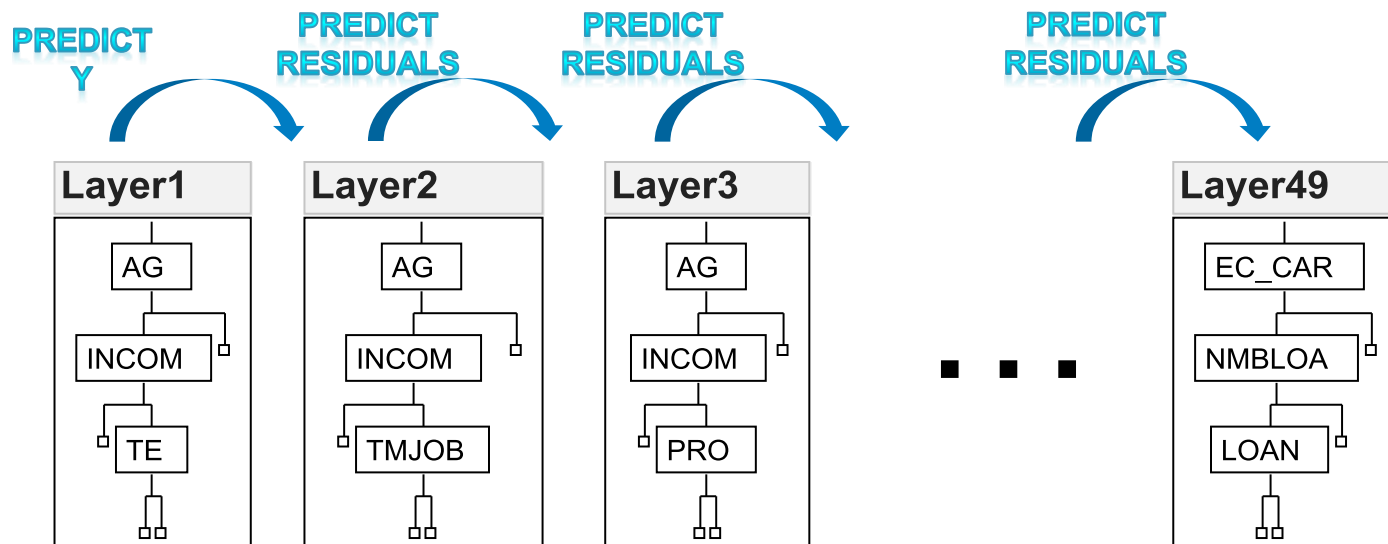 PREDICT
Y
PREDICT
RESIDUALS
PREDICT
RESIDUALS
PREDICT
RESIDUALS
Layer1
Layer2
Layer3
Layer49
AG
INCOM
TE
AG
INCOM
TMJOB
AG
INCOM
PRO
. . .
EC_CAR
NMBLOA
LOAN